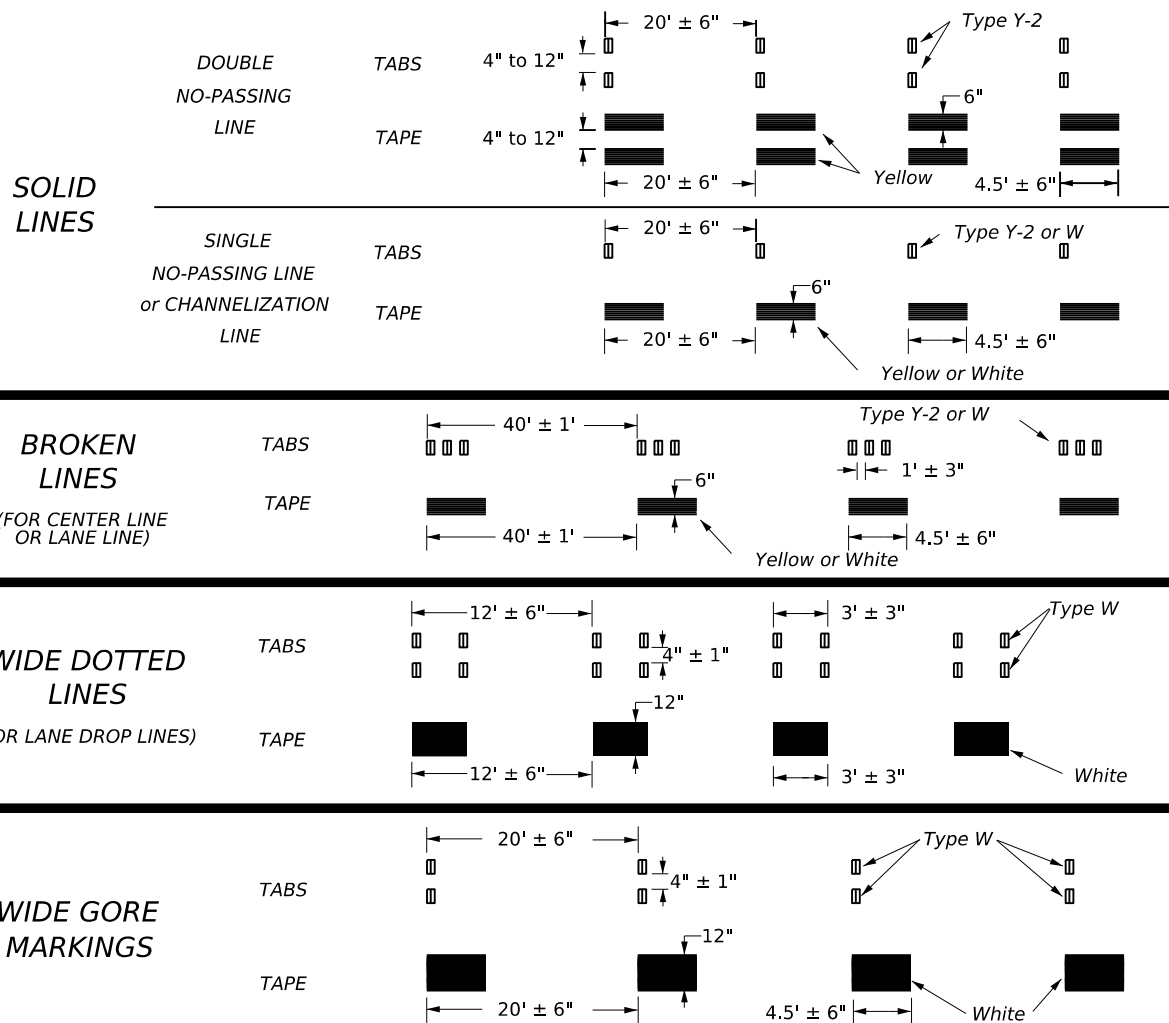 20' ± 6"
Type Y-2
DOUBLE
NO-PASSING
LINE
TABS
4" to 12"
6"
TAPE
4" to 12"
Yellow
20' ± 6"
4.5' ± 6"
SOLID
LINES
20' ± 6"
Type Y-2 or W
SINGLE
NO-PASSING LINE
or CHANNELIZATION
LINE
TABS
6"
TAPE
20' ± 6"
4.5' ± 6"
Yellow or White
Type Y-2 or W
40' ± 1'
BROKEN
LINES
(FOR CENTER LINE
OR LANE LINE)
TABS
1' ± 3"
6"
TAPE
40' ± 1'
4.5' ± 6"
Yellow or White
12' ± 6"
3' ± 3"
Type W
TABS
4" ± 1"
WIDE DOTTED
LINES
OR LANE DROP LINES)
12"
TAPE
12' ± 6"
3' ± 3"
White
20' ± 6"
Type W
TABS
4" ± 1"
WIDE GORE
MARKINGS
12"
TAPE
20' ± 6"
4.5' ± 6"
White